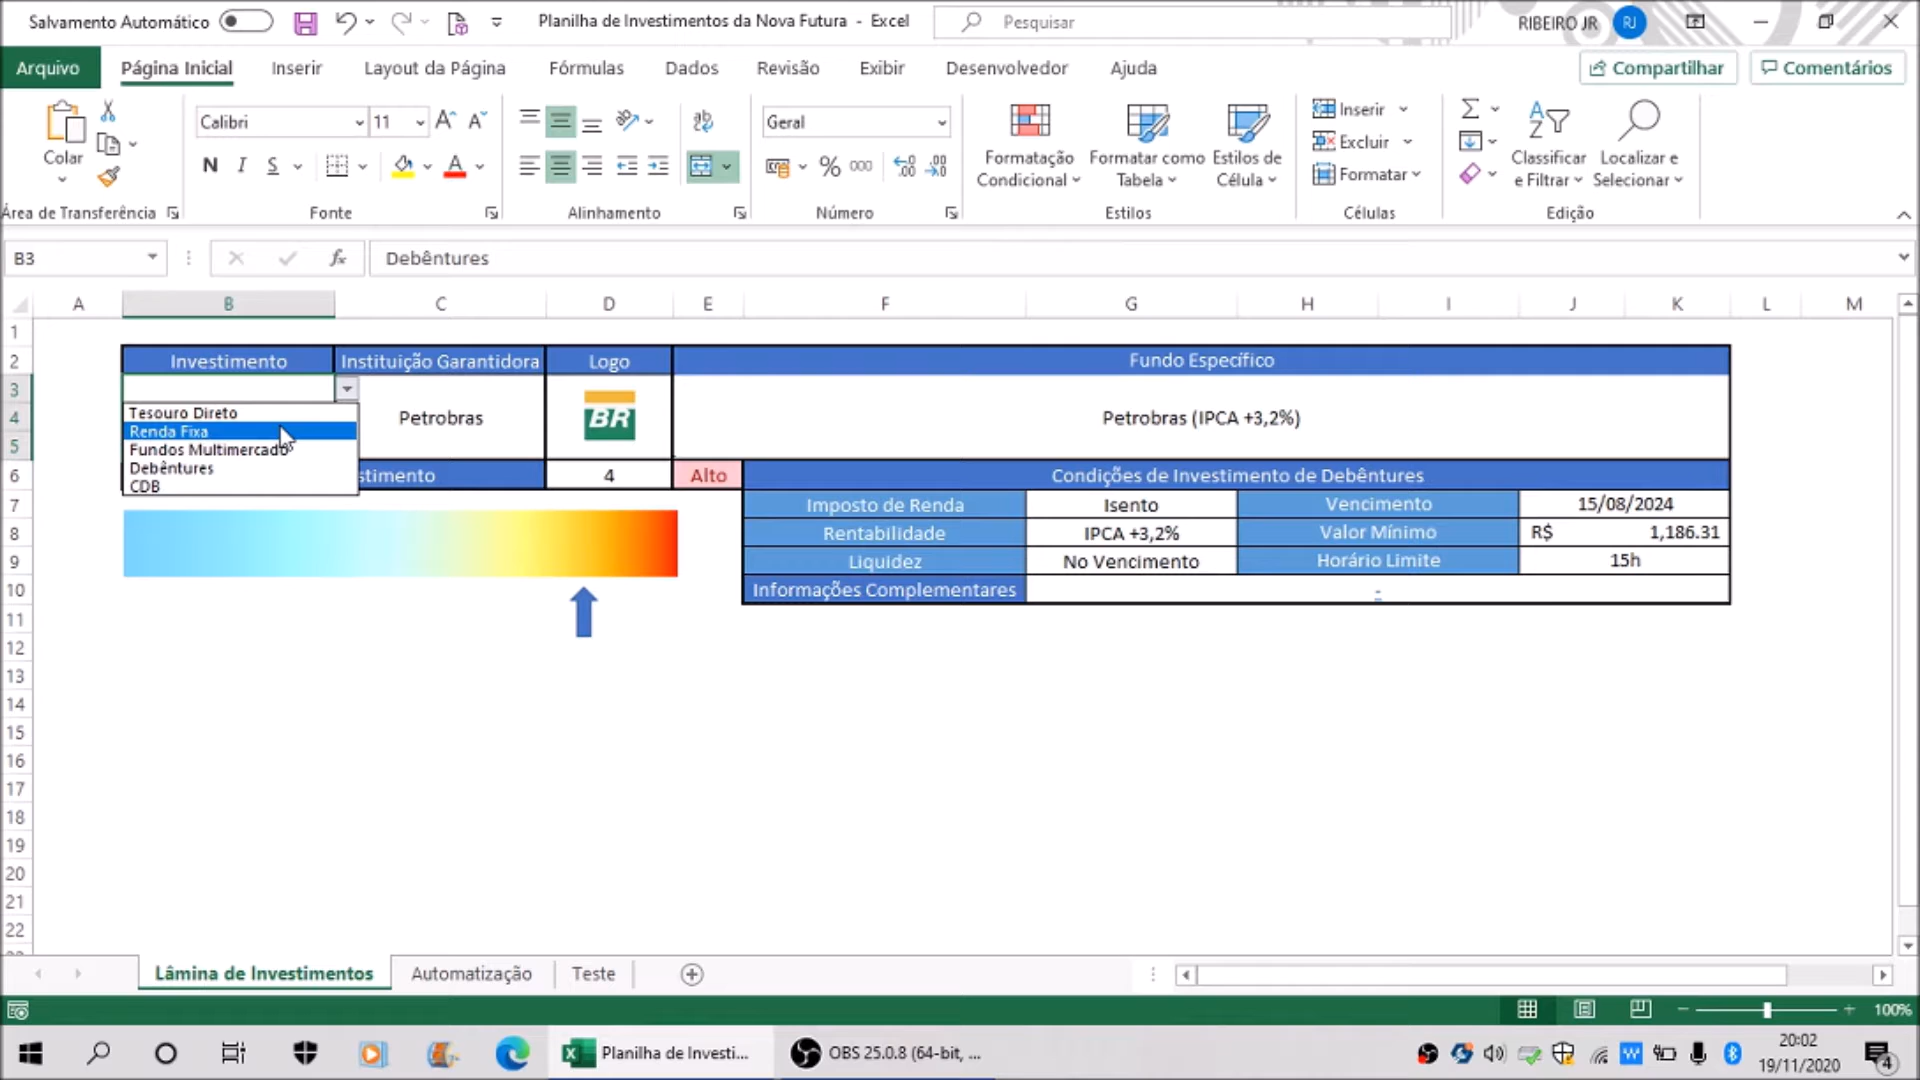 Salvamento Automático
Planilha de Investimentos da Nova Futura - Excel
Pesquisar
RIBEIRO JR
RJ
Arquivo
Página Inicial
Inserir
Layout da Página
Fórmulas
Dados
Revisão
Exibir
Desenvolvedor
Ajuda
Compartilhar
Comentários
Colar
Área de Transferência
Calibri
11
N I S
Fonte
Alinhamento
Geral
% 000
Número
Formatação Condicional
Formatar como Tabela
Estilos de Célula
Estilos
Inserir
Excluir
Formatar
Células
Classificar e Filtrar
Localizar e Selecionar
Edição
B3
fx
Debêntures
A B C D E F G H I J K L M
1
2 Investimento Instituição Garantidora Logo Fundo Específico
3
4 Petrobras BR Petrobras (IPCA +3,2%)
5
Tesouro Direto
Renda Fixa
Fundos Multimercado
Debêntures
CDB
6 stimento 4 Alto Condições de Investimento de Debêntures
7 Imposto de Renda Isento Vencimento 15/08/2024
8 Rentabilidade IPCA +3,2% Valor Mínimo R$ 1,186.31
9 Liquidez No Vencimento Horário Limite 15h
10 Informações Complementares -
11
12
13
14
15
16
17
18
19
20
21
22
Lâmina de Investimentos
Automatização
Teste
100%
Planilha de Investi...
OBS 25.0.8 (64-bit, ...
20:02
19/11/2020
4